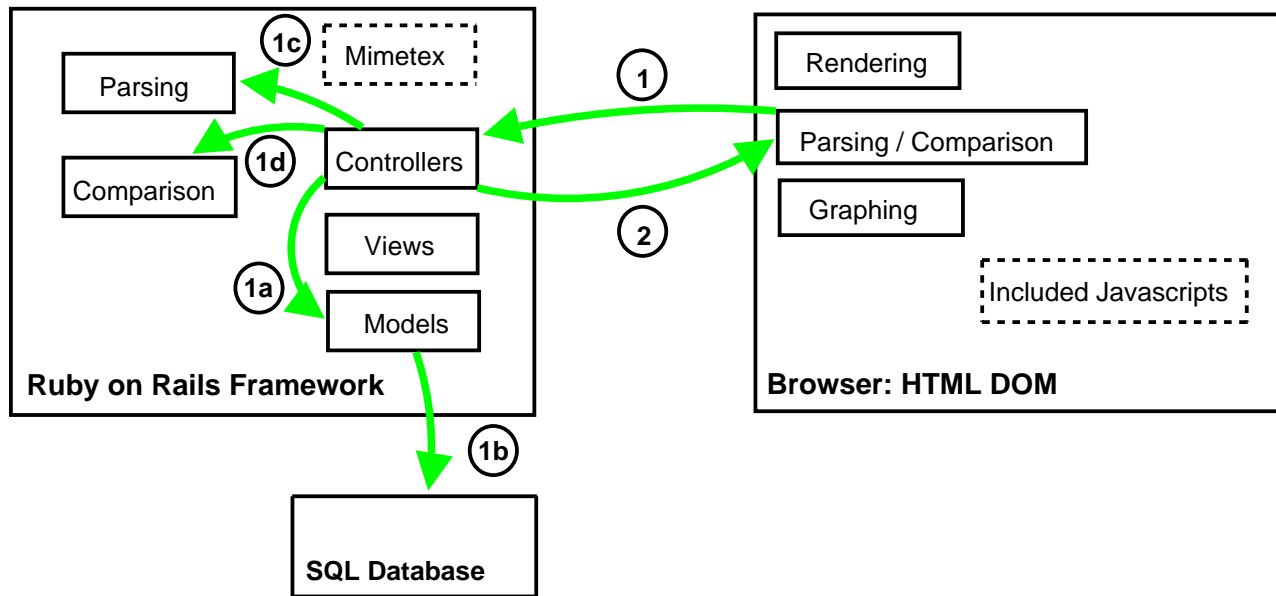 1c
Mimetex
Parsing
1
Rendering
1d
Controllers
Parsing / Comparison
Comparison
2
Graphing
Views
1a
Included Javascripts
Models
Ruby on Rails Framework
Browser: HTML DOM
1b
SQL Database